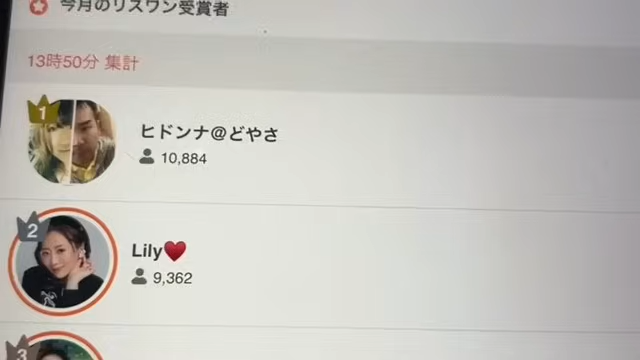 今月のリスワン受賞者
13時50分 集計
1
ヒドンナ@どやさ
10,884
2
Lily♥
9,362
3